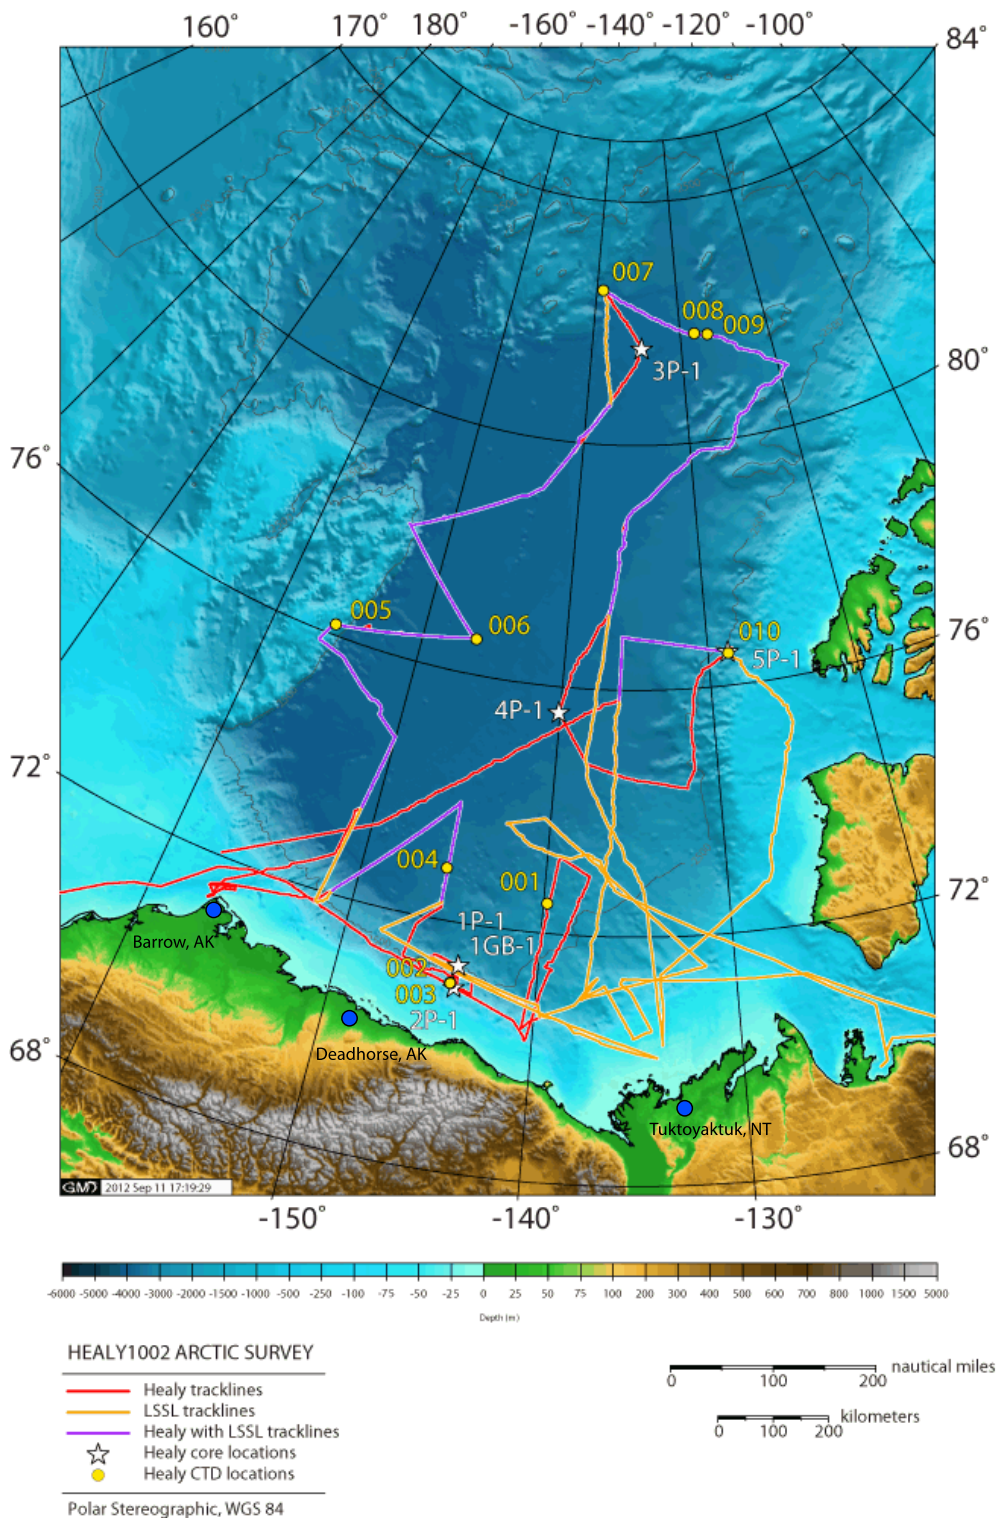 160° 170° 180° -160° -140° -120° -100°
84°
007
008 009
3P-1
80°
76°
005
006
76°
010
5P-1
4P-1
72°
004
001
72°
1P-1
1GB-1
Barrow, AK
002
003
2P-1
Deadhorse, AK
68°
Tuktoyaktuk, NT
68°
GMD 2012 Sep 11 17:19:29
-150° -140° -130°
-6000 -5000 -4000 -3000 -2000 -1500 -1000 -500 -250 -100 -75 -50 -25 0 25 50 75 100 200 300 400 500 600 700 800 1000 1500 5000
Depth (m)
HEALY1002 ARCTIC SURVEY
Healy tracklines
LSSL tracklines
Healy with LSSL tracklines
Healy core locations
Healy CTD locations
Polar Stereographic, WGS 84
nautical miles
0 100 200
kilometers
0 100 200